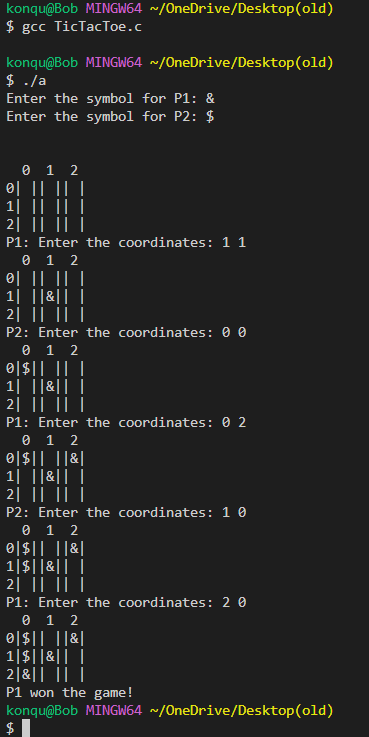 konqu@Bob MINGW64 ~/OneDrive/Desktop(old)
$ gcc TicTacToe.c

konqu@Bob MINGW64 ~/OneDrive/Desktop(old)
$ ./a
Enter the symbol for P1: &
Enter the symbol for P2: $

  0  1  2
0| || || |
1| || || |
2| || || |
P1: Enter the coordinates: 1 1
  0  1  2
0| || || |
1| ||&|| |
2| || || |
P2: Enter the coordinates: 0 0
  0  1  2
0|$|| || |
1| ||&|| |
2| || || |
P1: Enter the coordinates: 0 2
  0  1  2
0|$|| ||&|
1| ||&|| |
2| || || |
P2: Enter the coordinates: 1 0
  0  1  2
0|$|| ||&|
1|$||&|| |
2| || || |
P1: Enter the coordinates: 2 0
  0  1  2
0|$|| ||&|
1|$||&|| |
2|&|| || |
P1 won the game!
konqu@Bob MINGW64 ~/OneDrive/Desktop(old)
$